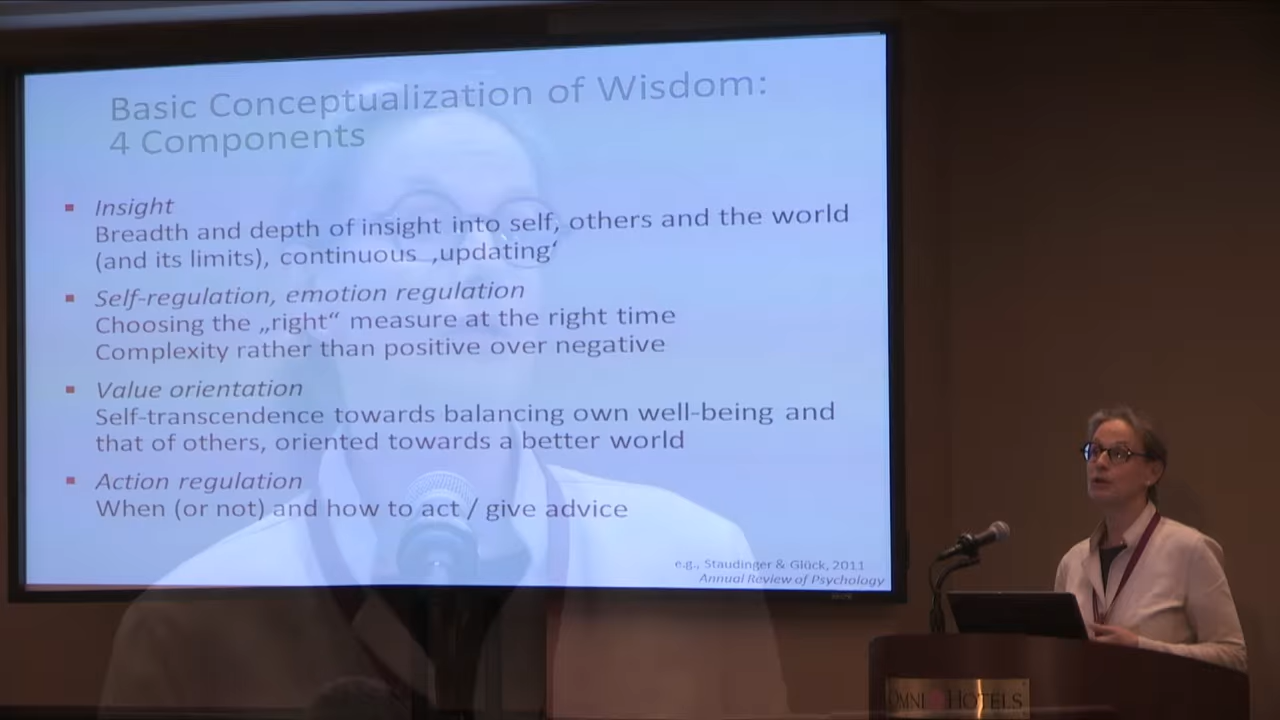 Basic Conceptualization of Wisdom:
4 Components
Insight
Breadth and depth of insight into self, others and the world
(and its limits), continuous „updating‘
Self-regulation, emotion regulation
Choosing the „right“ measure at the right time
Complexity rather than positive over negative
Value orientation
Self-transcendence towards balancing own well-being and
that of others, oriented towards a better world
Action regulation
When (or not) and how to act / give advice
e.g., Staudinger & Glück, 2011
Annual Review of Psychology
OMNI HOTELS